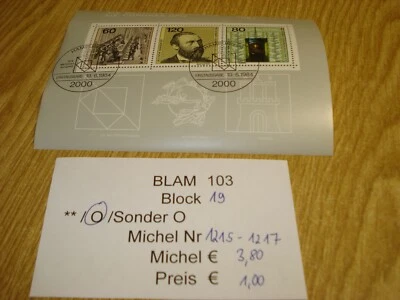 60 120 80
2000 2000
BLAM 103
Block 19
** / O /Sonder O
Michel Nr 1215 - 1217
Michel € 3,80
Preis € 1,00